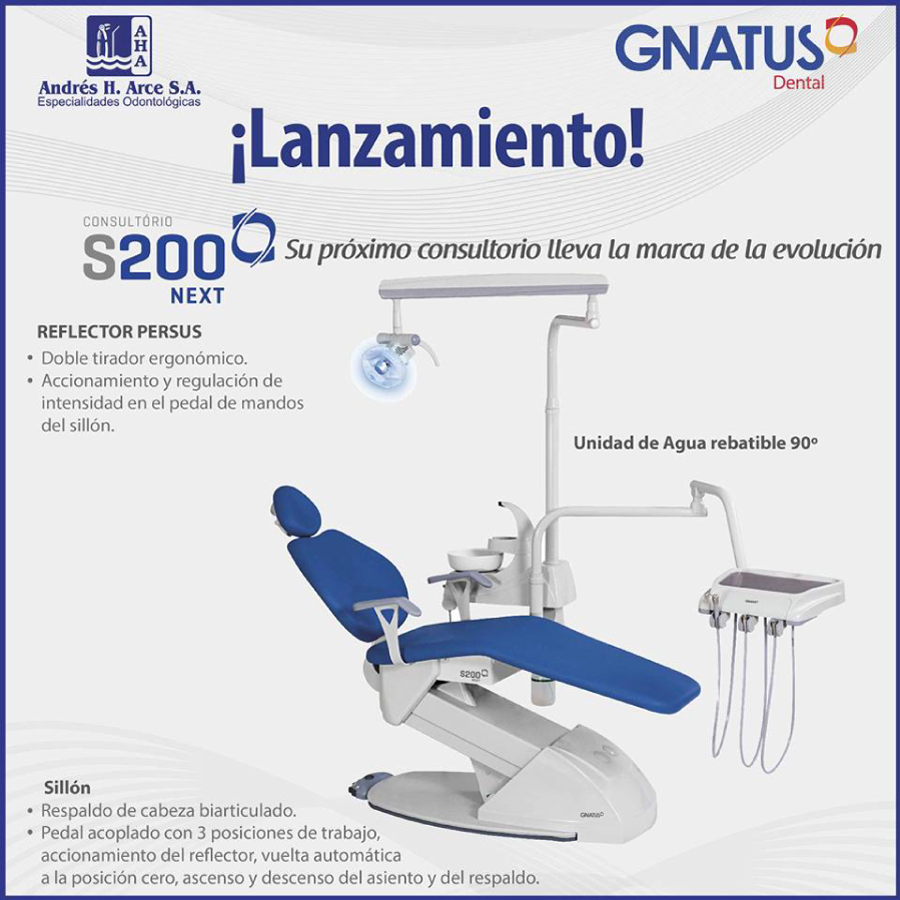 AHA
Andrés H. Arce S.A.
Especialidades Odontológicas
GNATUS
Dental
¡Lanzamiento!
CONSULTÓRIO
S200
NEXT
Su próximo consultorio lleva la marca de la evolución
REFLECTOR PERSUS
• Doble tirador ergonómico.
• Accionamiento y regulación de
intensidad en el pedal de mandos
del sillón.
Unidad de Agua rebatible 90º
GNATUS
S200
NEXT
GNATUS
Sillón
• Respaldo de cabeza biarticulado.
• Pedal acoplado con 3 posiciones de trabajo,
accionamiento del reflector, vuelta automática
a la posición cero, ascenso y descenso del asiento y del respaldo.